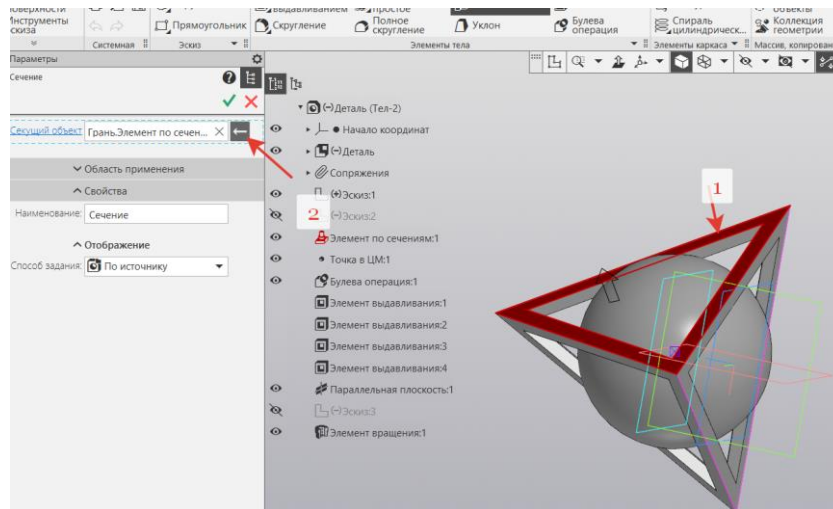 поверхности
выдавливанием
простое
объекты
Инструменты эскиза
Прямоугольник
Скругление
Полное скругление
Уклон
Булева операция
Спираль цилиндрическ...
Коллекция геометрии
Системная
Эскиз
Элементы тела
Элементы каркаса
Массив, копирован
Параметры
Сечение
Секущий объект
Грань.Элемент по сечен...
Область применения
Свойства
Наименование:
Сечение
Отображение
Способ задания:
По источнику
(-)Деталь (Тел-2)
Начало координат
(-)Деталь
Сопряжения
(+)Эскиз:1
(-)Эскиз:2
Элемент по сечениям:1
Точка в ЦМ:1
Булева операция:1
Элемент выдавливания:1
Элемент выдавливания:2
Элемент выдавливания:3
Элемент выдавливания:4
Параллельная плоскость:1
(-)Эскиз:3
Элемент вращения:1
1
2